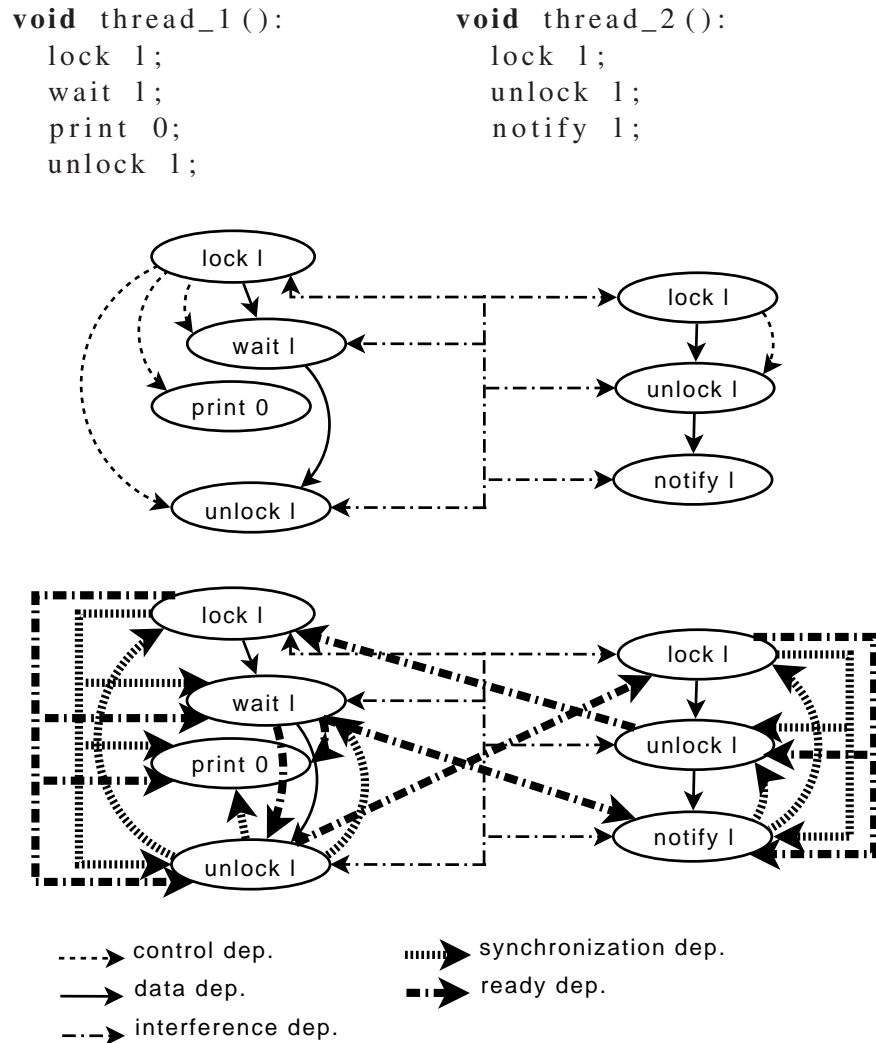 void thread_1 ():
lock l;
wait l;
print 0;
unlock l;
void thread_2 ():
lock l;
unlock l;
notify l;
lock l
wait l
print 0
unlock l
lock l
unlock l
notify l
lock l
wait l
print 0
unlock l
lock l
unlock l
notify l
control dep.
data dep.
interference dep.
synchronization dep.
ready dep.